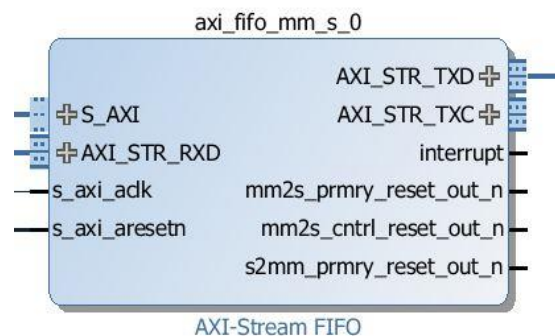 axi_fifo_mm_s_0
AXI_STR_TXD
S_AXI
AXI_STR_TXC
AXI_STR_RXD
interrupt
s_axi_aclk
mm2s_prmry_reset_out_n
s_axi_aresetn
mm2s_cntrl_reset_out_n
s2mm_prmry_reset_out_n
AXI-Stream FIFO